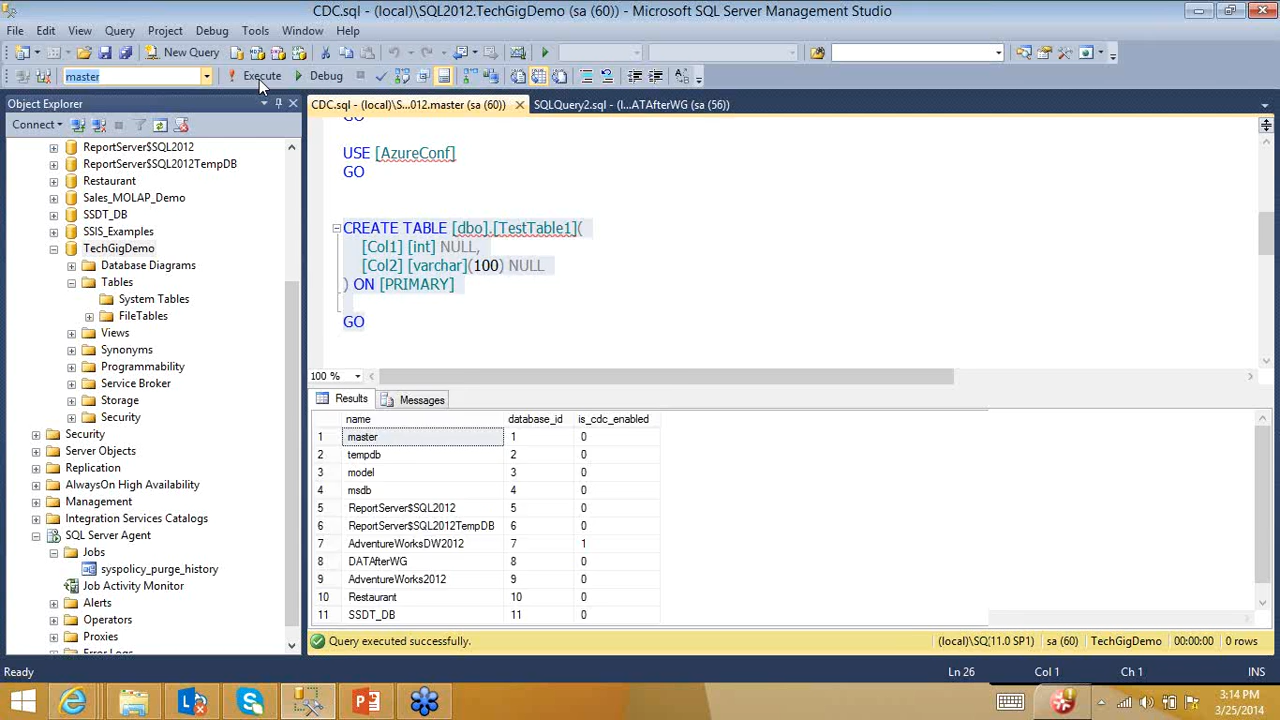 CDC.sql - (local)\SQL2012.TechGigDemo (sa (60)) - Microsoft SQL Server Management Studio
File Edit View Query Project Debug Tools Window Help
New Query
master Execute Debug
Object Explorer
Connect
ReportServer$SQL2012
ReportServer$SQL2012TempDB
Restaurant
Sales_MOLAP_Demo
SSDT_DB
SSIS_Examples
TechGigDemo
Database Diagrams
Tables
System Tables
FileTables
Views
Synonyms
Programmability
Service Broker
Storage
Security
Security
Server Objects
Replication
AlwaysOn High Availability
Management
Integration Services Catalogs
SQL Server Agent
Jobs
syspolicy_purge_history
Job Activity Monitor
Alerts
Operators
Proxies
Error Logs
CDC.sql - (local)\S...012.master (sa (60)) SQLQuery2.sql - (l...ATAfterWG (sa (56))
GO
USE [AzureConf]
GO
CREATE TABLE [dbo].[TestTable1](
[Col1] [int] NULL,
[Col2] [varchar](100) NULL
) ON [PRIMARY]
GO
100 %
Results Messages
name database_id is_cdc_enabled
1 master 1 0
2 tempdb 2 0
3 model 3 0
4 msdb 4 0
5 ReportServer$SQL2012 5 0
6 ReportServer$SQL2012TempDB 6 0
7 AdventureWorksDW2012 7 1
8 DATAfterWG 8 0
9 AdventureWorks2012 9 0
10 Restaurant 10 0
11 SSDT_DB 11 0
Query executed successfully. (local)\SQ(11.0 SP1) sa (60) TechGigDemo 00:00:00 0 rows
Ready Ln 26 Col 1 Ch 1 INS
3:14 PM
3/25/2014